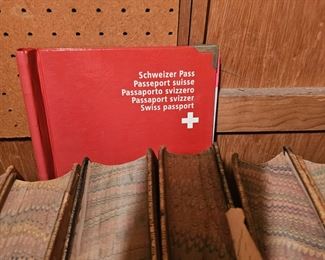 Schweizer Pass
Passeport suisse
Passaporto svizzero
Passaport svizzer
Swiss passport